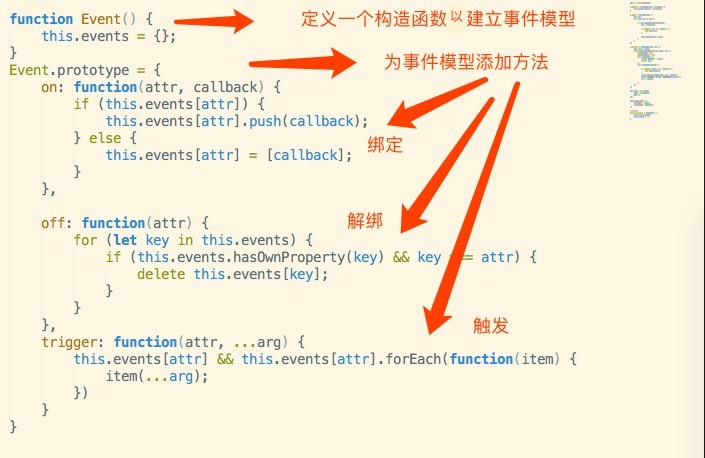 function Event() {
定义一个构造函数以建立事件模型
    this.events = {};
}
Event.prototype = {
为事件模型添加方法
    on: function(attr, callback) {
        if (this.events[attr]) {
            this.events[attr].push(callback);
        } else {
绑定
            this.events[attr] = [callback];
        }
    },
    off: function(attr) {
解绑
        for (let key in this.events) {
            if (this.events.hasOwnProperty(key) && key == attr) {
                delete this.events[key];
            }
        }
    },
触发
    trigger: function(attr, ...arg) {
        this.events[attr] && this.events[attr].forEach(function(item) {
            item(...arg);
        })
    }
}